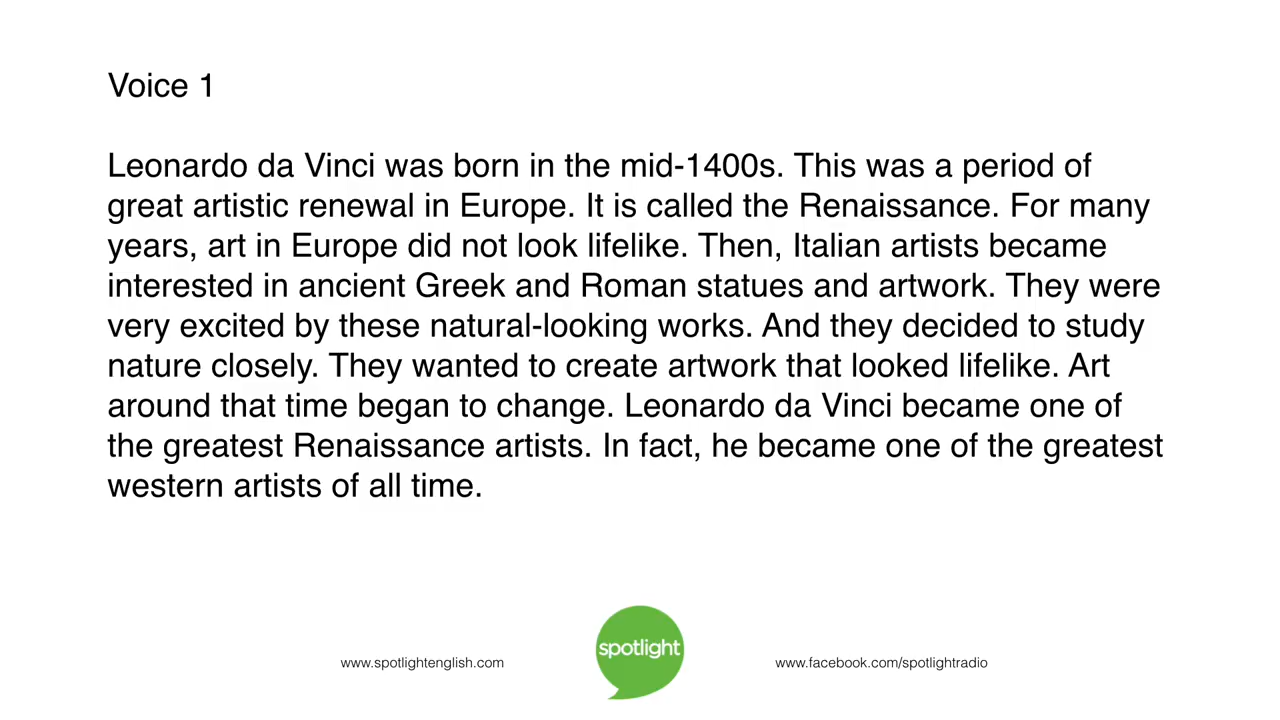 Voice 1
Leonardo da Vinci was born in the mid-1400s. This was a period of
great artistic renewal in Europe. It is called the Renaissance. For many
years, art in Europe did not look lifelike. Then, Italian artists became
interested in ancient Greek and Roman statues and artwork. They were
very excited by these natural-looking works. And they decided to study
nature closely. They wanted to create artwork that looked lifelike. Art
around that time began to change. Leonardo da Vinci became one of
the greatest Renaissance artists. In fact, he became one of the greatest
western artists of all time.
www.spotlightenglish.com
spotlight
www.facebook.com/spotlightradio